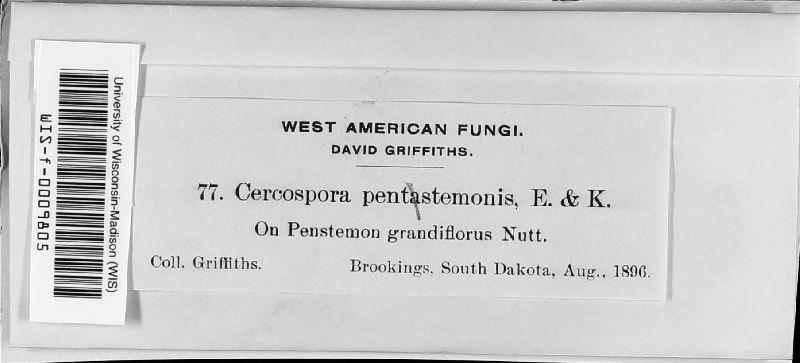 University of Wisconsin-Madison (WIS)
WIS-f-0009805
WEST AMERICAN FUNGI.
DAVID GRIFFITHS.
77. Cercospora pentastemonis, E. & K.
On Penstemon grandiflorus Nutt.
Coll. Griffiths. Brookings, South Dakota, Aug., 1896.